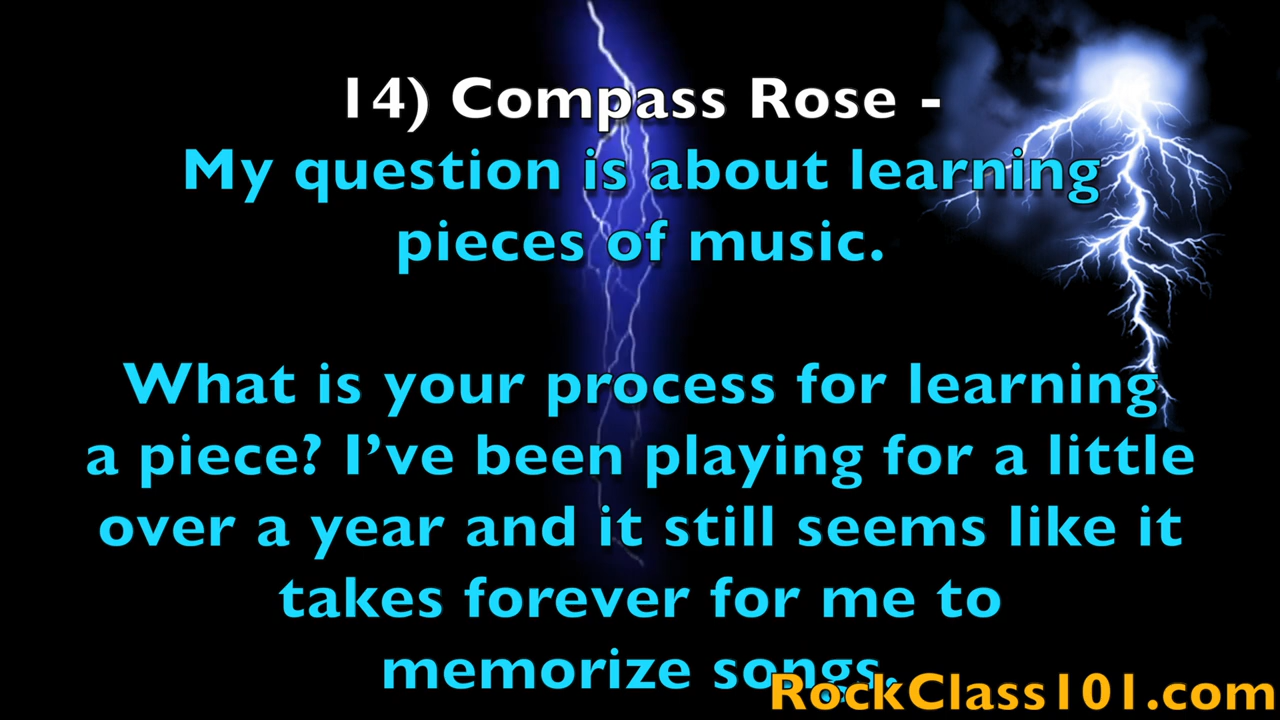 14) Compass Rose -
My question is about learning
pieces of music.
What is your process for learning
a piece? I’ve been playing for a little
over a year and it still seems like it
takes forever for me to
memorize songs.
RockClass101.com